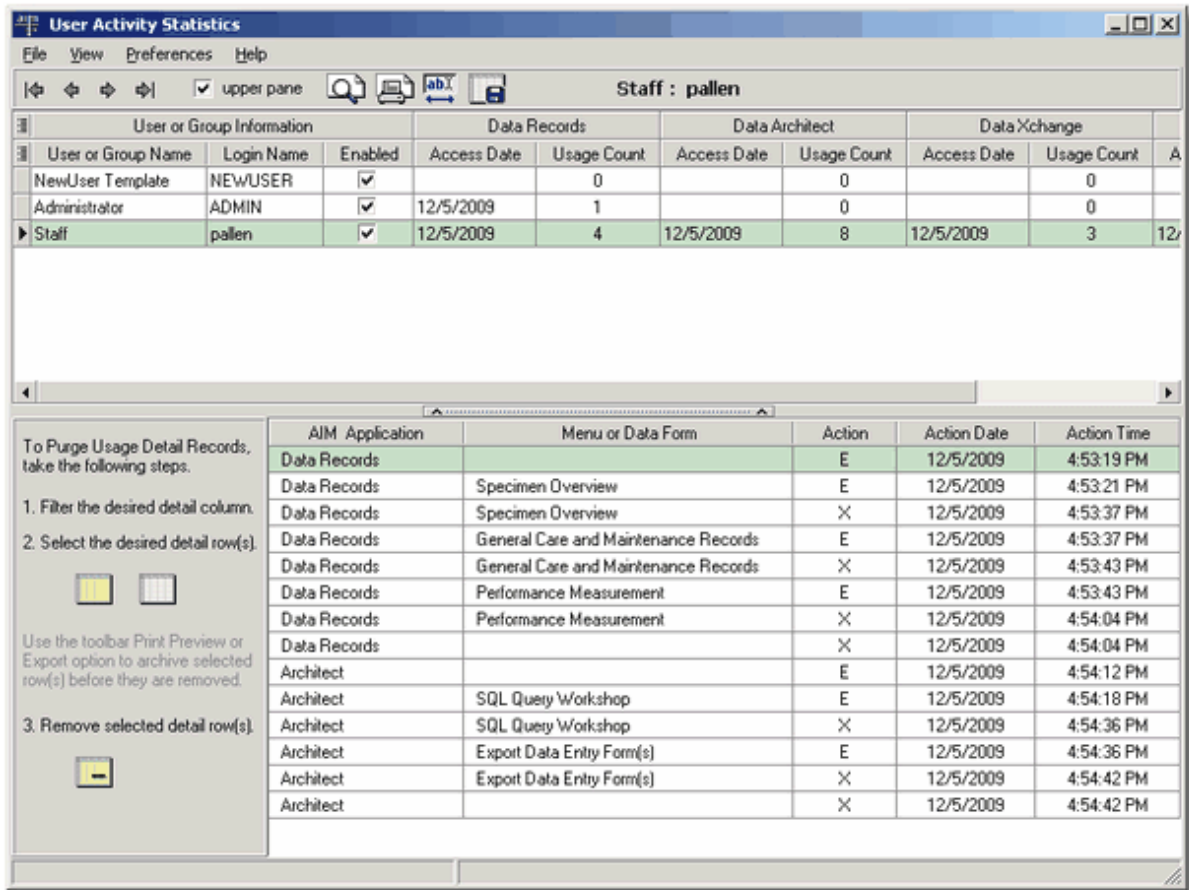 User Activity Statistics
File View Preferences Help
upper pane abI Staff : pallen
User or Group Information Data Records Data Architect Data Xchange
User or Group Name Login Name Enabled Access Date Usage Count Access Date Usage Count Access Date Usage Count A
NewUser Template NEWUSER 0 0 0
Administrator ADMIN 12/5/2009 1 0 0
Staff pallen 12/5/2009 4 12/5/2009 8 12/5/2009 3 12/
To Purge Usage Detail Records,
take the following steps.
1. Filter the desired detail column.
2. Select the desired detail row(s).
Use the toolbar Print Preview or
Export option to archive selected
row(s) before they are removed.
3. Remove selected detail row(s).
AIM Application Menu or Data Form Action Action Date Action Time
Data Records E 12/5/2009 4:53:19 PM
Data Records Specimen Overview E 12/5/2009 4:53:21 PM
Data Records Specimen Overview X 12/5/2009 4:53:37 PM
Data Records General Care and Maintenance Records E 12/5/2009 4:53:37 PM
Data Records General Care and Maintenance Records X 12/5/2009 4:53:43 PM
Data Records Performance Measurement E 12/5/2009 4:53:43 PM
Data Records Performance Measurement X 12/5/2009 4:54:04 PM
Data Records X 12/5/2009 4:54:04 PM
Architect E 12/5/2009 4:54:12 PM
Architect SQL Query Workshop E 12/5/2009 4:54:18 PM
Architect SQL Query Workshop X 12/5/2009 4:54:36 PM
Architect Export Data Entry Form(s) E 12/5/2009 4:54:36 PM
Architect Export Data Entry Form(s) X 12/5/2009 4:54:42 PM
Architect X 12/5/2009 4:54:42 PM